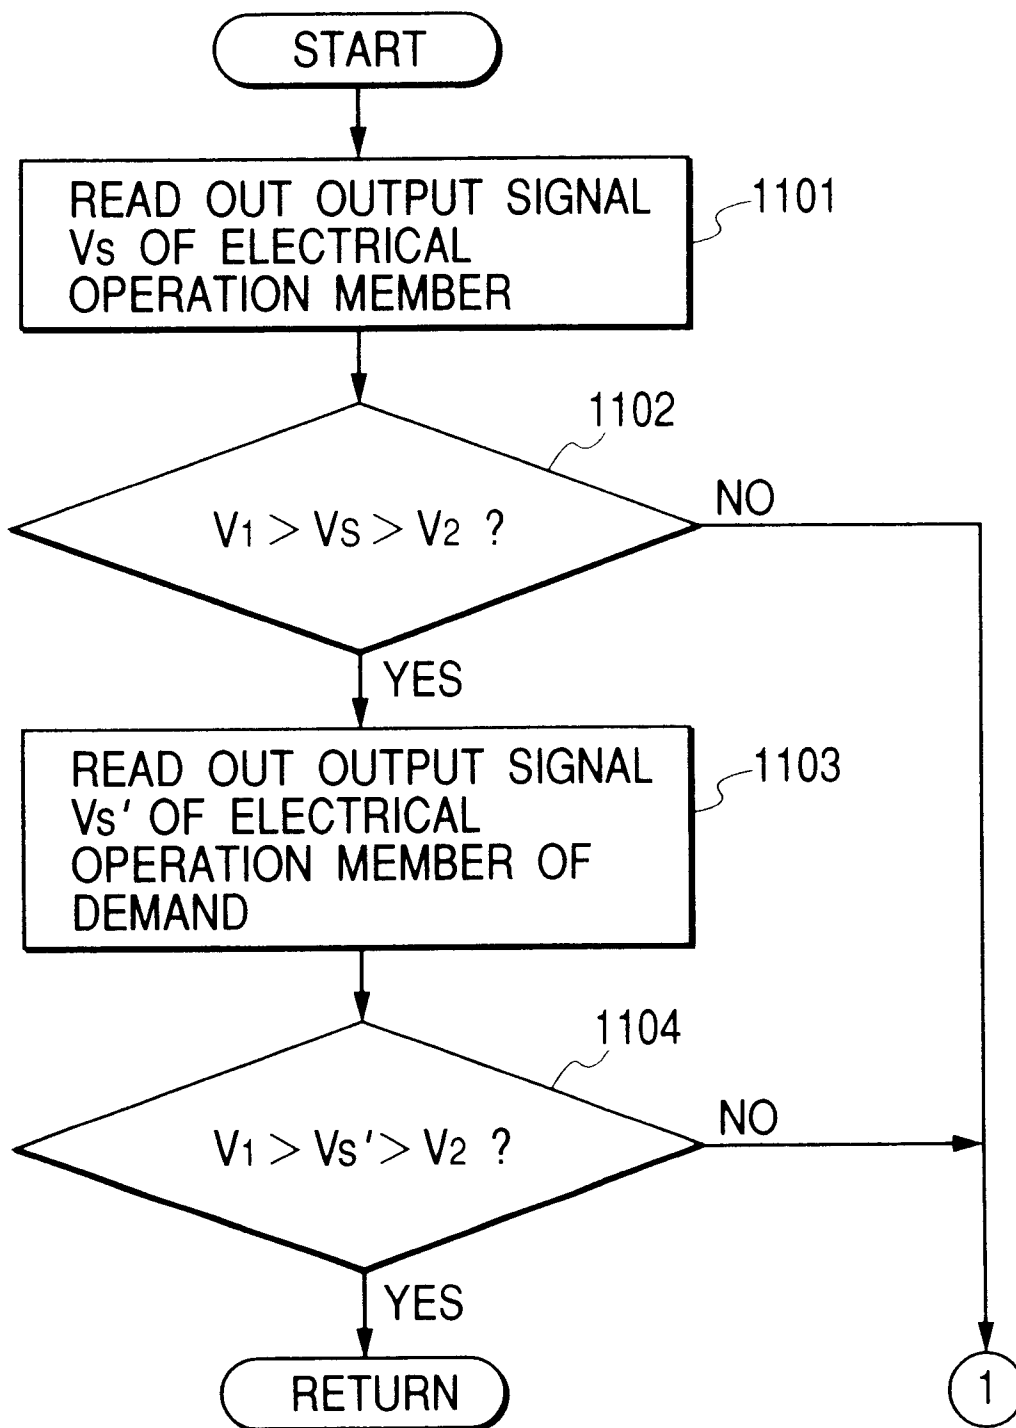 START
READ OUT OUTPUT SIGNAL
Vs OF ELECTRICAL
OPERATION MEMBER
1101
1102
V1 > VS > V2 ?
NO
YES
READ OUT OUTPUT SIGNAL
Vs' OF ELECTRICAL
OPERATION MEMBER OF
DEMAND
1103
1104
V1 > Vs' > V2 ?
NO
YES
RETURN
1